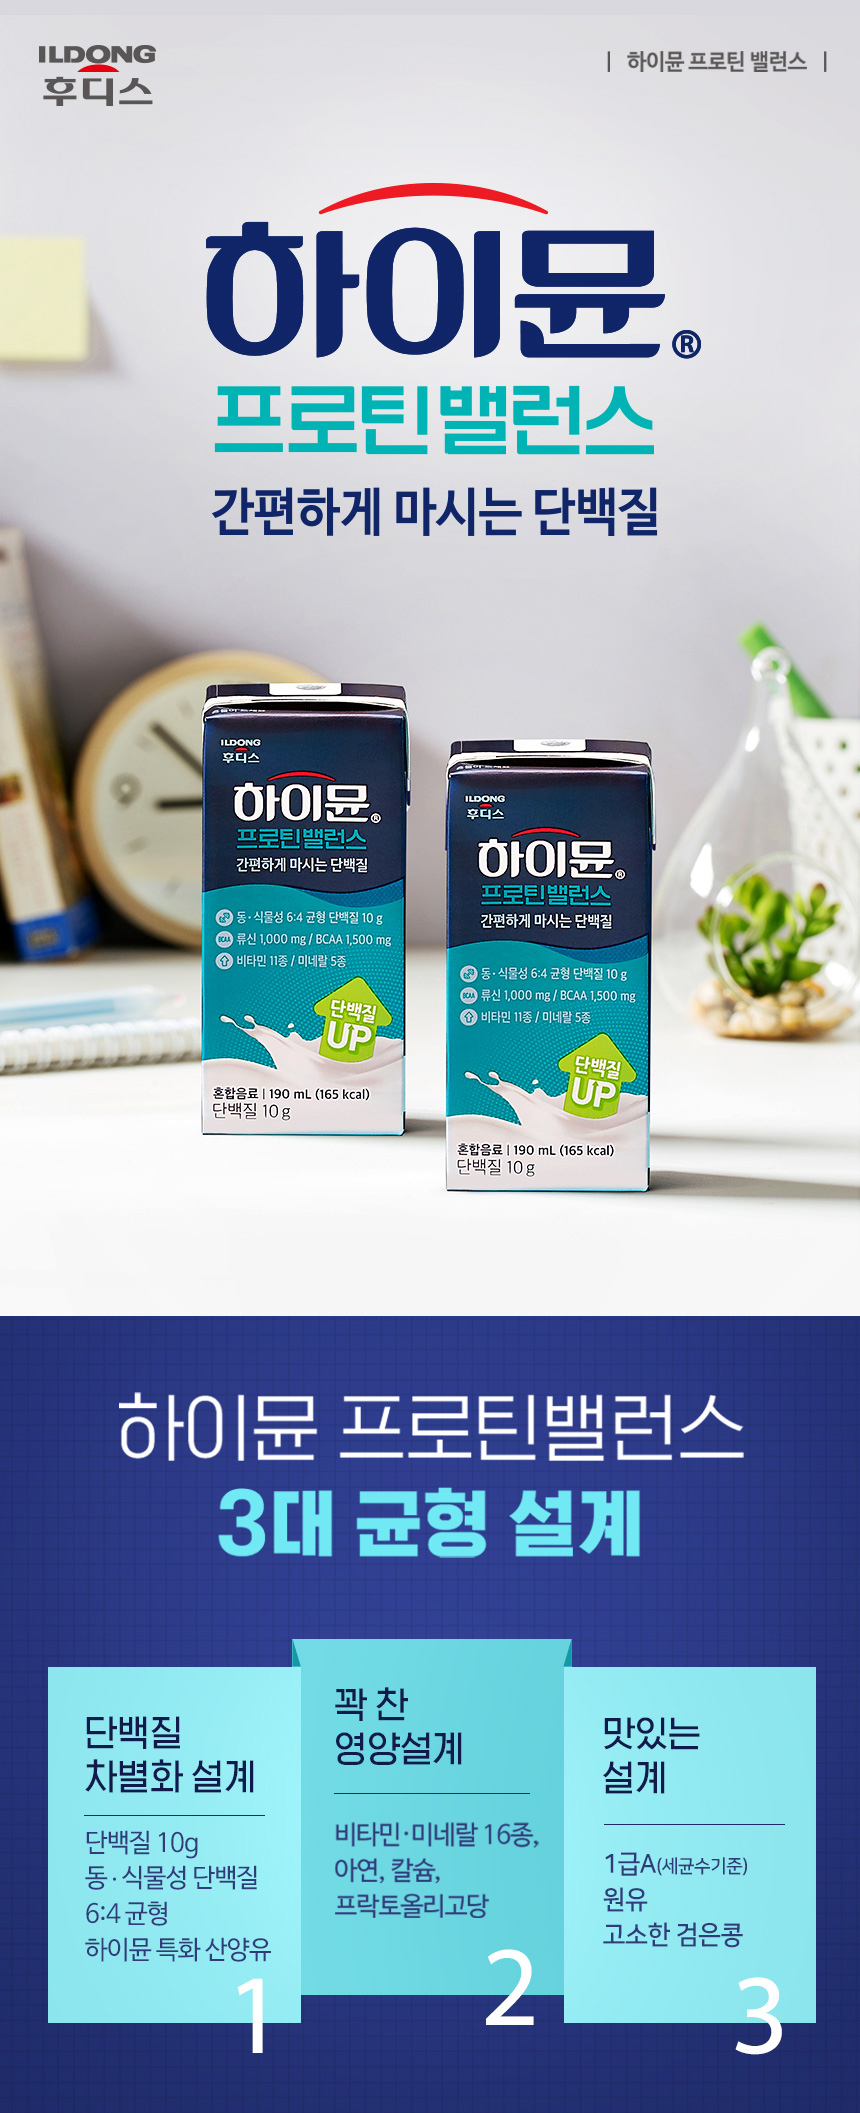 ILDONG
후디스
| 하이뮨 프로틴 밸런스 |
하이뮨®
프로틴밸런스
간편하게 마시는 단백질
ILDONG
후디스
하이뮨®
프로틴밸런스
간편하게 마시는 단백질
동·식물성 6:4 균형 단백질 10 g
BCAA 류신 1,000 mg / BCAA 1,500 mg
비타민 11종 / 미네랄 5종
단백질
UP
혼합음료 | 190 mL (165 kcal)
단백질 10 g
ILDONG
후디스
하이뮨®
프로틴밸런스
간편하게 마시는 단백질
동·식물성 6:4 균형 단백질 10 g
BCAA 류신 1,000 mg / BCAA 1,500 mg
비타민 11종 / 미네랄 5종
단백질
UP
혼합음료 | 190 mL (165 kcal)
단백질 10 g
하이뮨 프로틴밸런스
3대 균형 설계
단백질
차별화 설계
단백질 10g
동·식물성 단백질
6:4 균형
하이뮨 특화 산양유
1
꽉 찬
영양설계
비타민·미네랄 16종,
아연, 칼슘,
프락토올리고당
2
맛있는
설계
1급A(세균수기준)
원유
고소한 검은콩
3